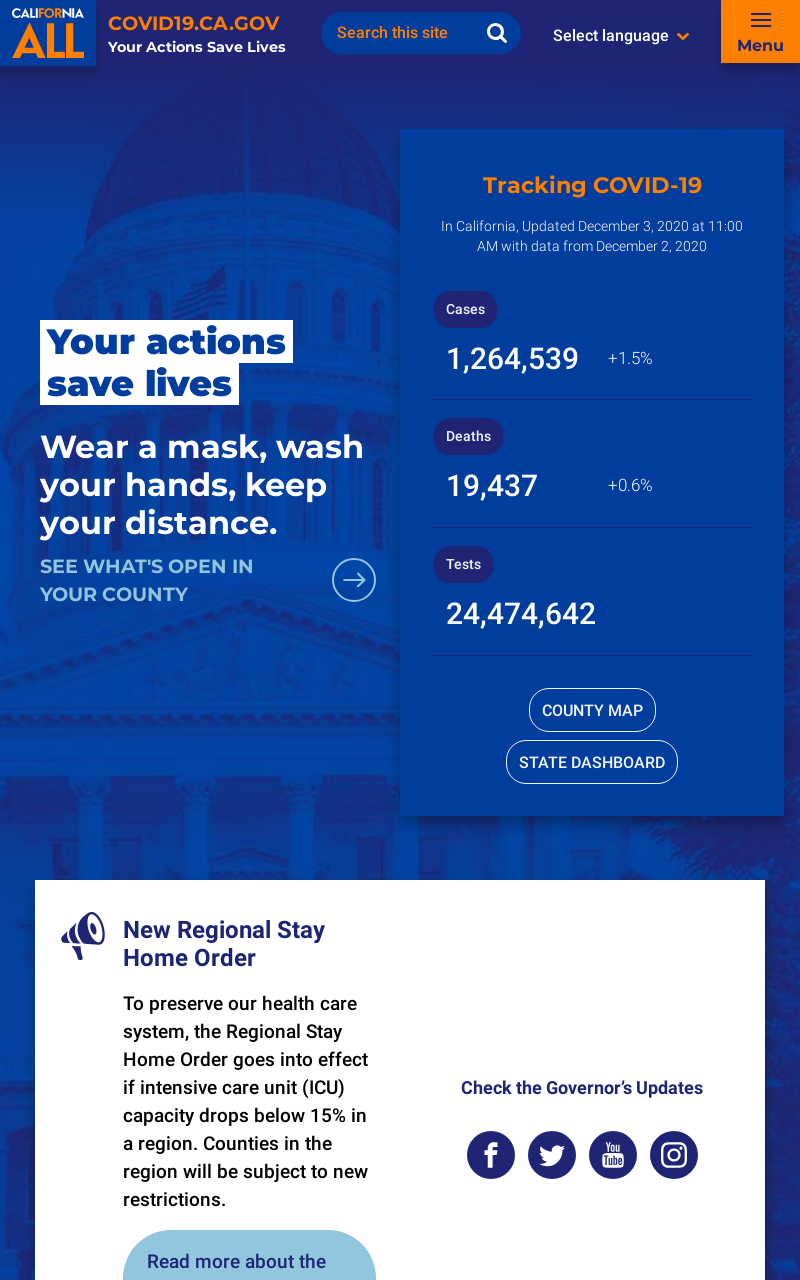 CALIFORNIA
ALL
COVID19.CA.GOV
Your Actions Save Lives
Search this site
Select language
Menu
Your actions
save lives
Wear a mask, wash
your hands, keep
your distance.
SEE WHAT'S OPEN IN
YOUR COUNTY
Tracking COVID-19
In California, Updated December 3, 2020 at 11:00
AM with data from December 2, 2020
Cases
1,264,539 +1.5%
Deaths
19,437 +0.6%
Tests
24,474,642
COUNTY MAP
STATE DASHBOARD
New Regional Stay
Home Order
To preserve our health care
system, the Regional Stay
Home Order goes into effect
if intensive care unit (ICU)
capacity drops below 15% in
a region. Counties in the
region will be subject to new
restrictions.
Read more about the
Check the Governor’s Updates
You
Tube